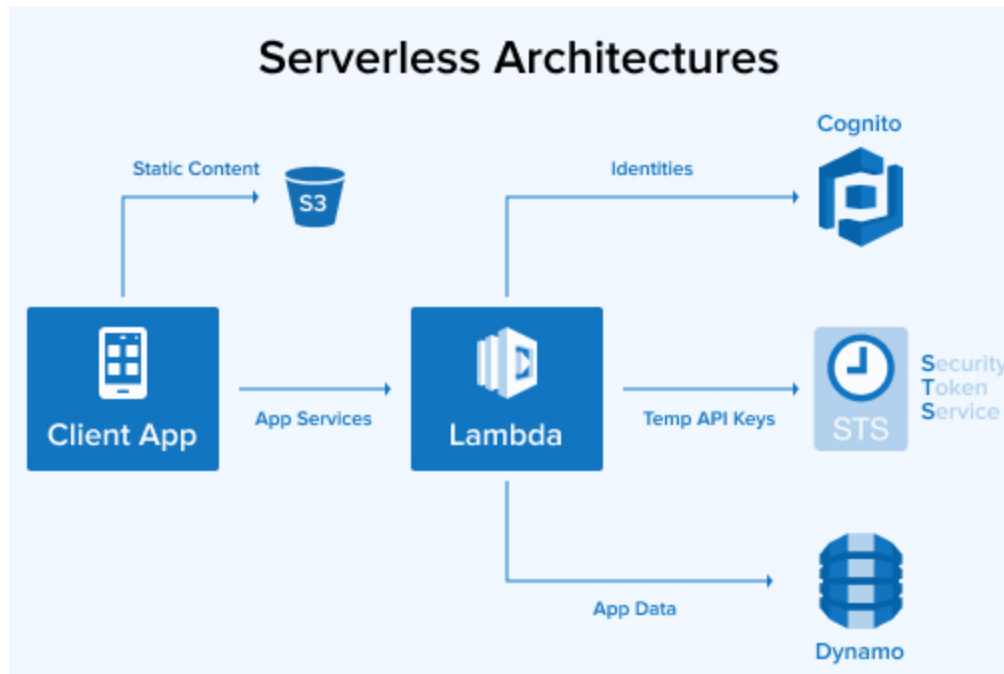 Serverless Architectures
Cognito
Static Content
Identities
S3
Security
Token
Service
Client App
App Services
Lambda
Temp API Keys
STS
App Data
Dynamo